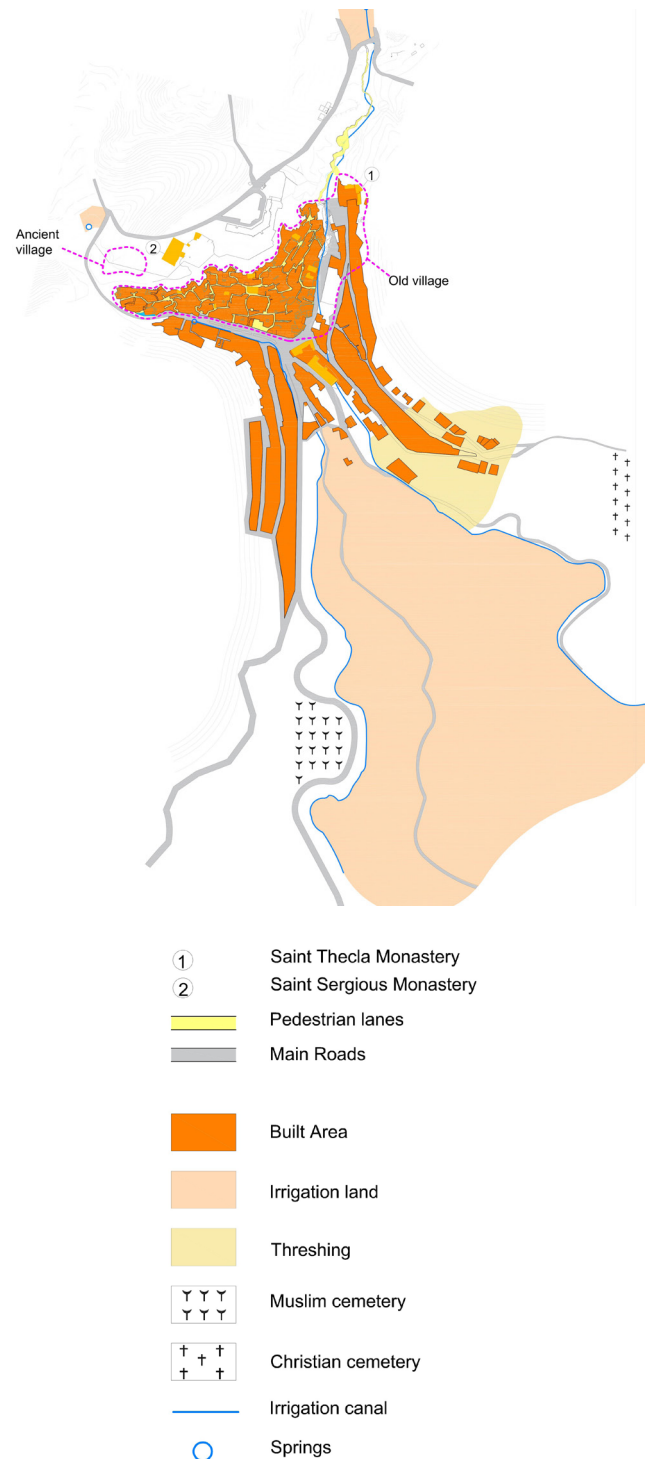 1
Ancient
village
2
Old village
1 Saint Thecla Monastery
2 Saint Sergious Monastery
Pedestrian lanes
Main Roads
Built Area
Irrigation land
Threshing
Muslim cemetery
Christian cemetery
Irrigation canal
Springs